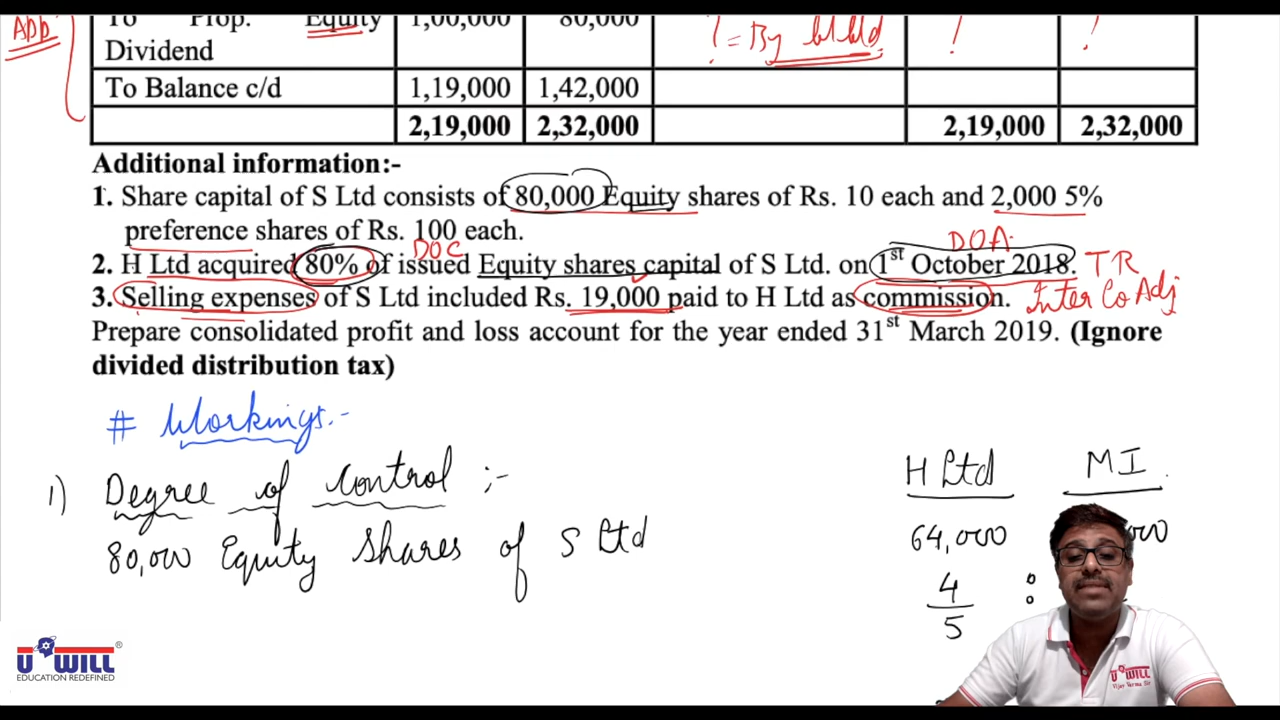 ADD
To Prop. Equity 1,00,000 80,000 ? = By bl bld ? ?
Dividend
To Balance c/d 1,19,000 1,42,000
2,19,000 2,32,000 2,19,000 2,32,000
Additional information:-
1. Share capital of S Ltd consists of 80,000 Equity shares of Rs. 10 each and 2,000 5%
preference shares of Rs. 100 each.
DOC DOA
2. H Ltd acquired 80% of issued Equity shares capital of S Ltd. on 1st October 2018. TR
3. Selling expenses of S Ltd included Rs. 19,000 paid to H Ltd as commission. Inter Co Adj
Prepare consolidated profit and loss account for the year ended 31st March 2019. (Ignore
divided distribution tax)
# Workings:-
H Ltd MI
1) Degree of Control :-
80,000 Equity Shares of S Ltd 64,000
4/5 :
U WILL ®
EDUCATION REDEFINED
U WILL
Vijay Verma Sir